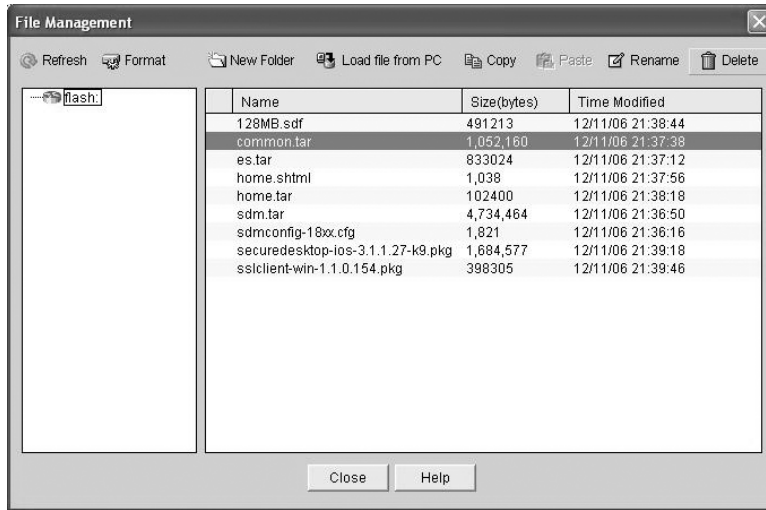 File Management
Refresh Format New Folder Load file from PC Copy Paste Rename Delete
flash:
Name Size(bytes) Time Modified
128MB.sdf 491213 12/11/06 21:38:44
common.tar 1,052,160 12/11/06 21:37:38
es.tar 833024 12/11/06 21:37:12
home.shtml 1,038 12/11/06 21:37:56
home.tar 102400 12/11/06 21:38:18
sdm.tar 4,734,464 12/11/06 21:36:50
sdmconfig-18xx.cfg 1,821 12/11/06 21:36:16
securedesktop-ios-3.1.1.27-k9.pkg 1,684,577 12/11/06 21:39:18
sslclient-win-1.1.0.154.pkg 398305 12/11/06 21:39:46
Close Help